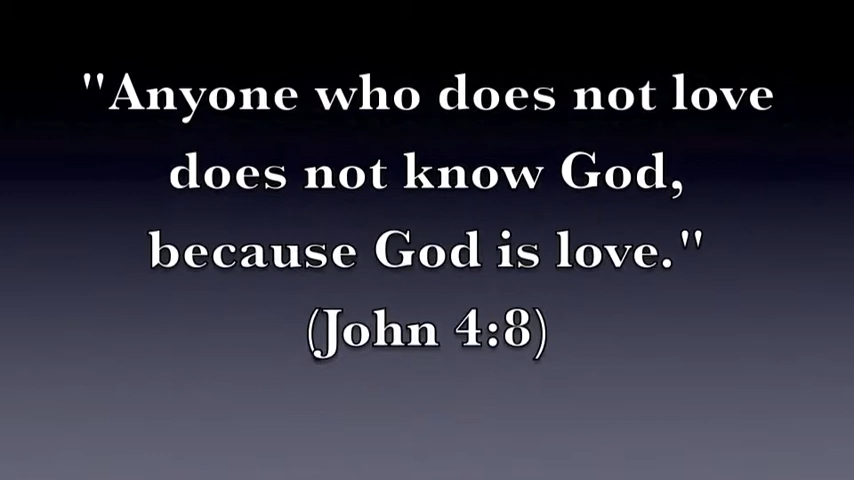 "Anyone who does not love
does not know God,
because God is love."
(John 4:8)